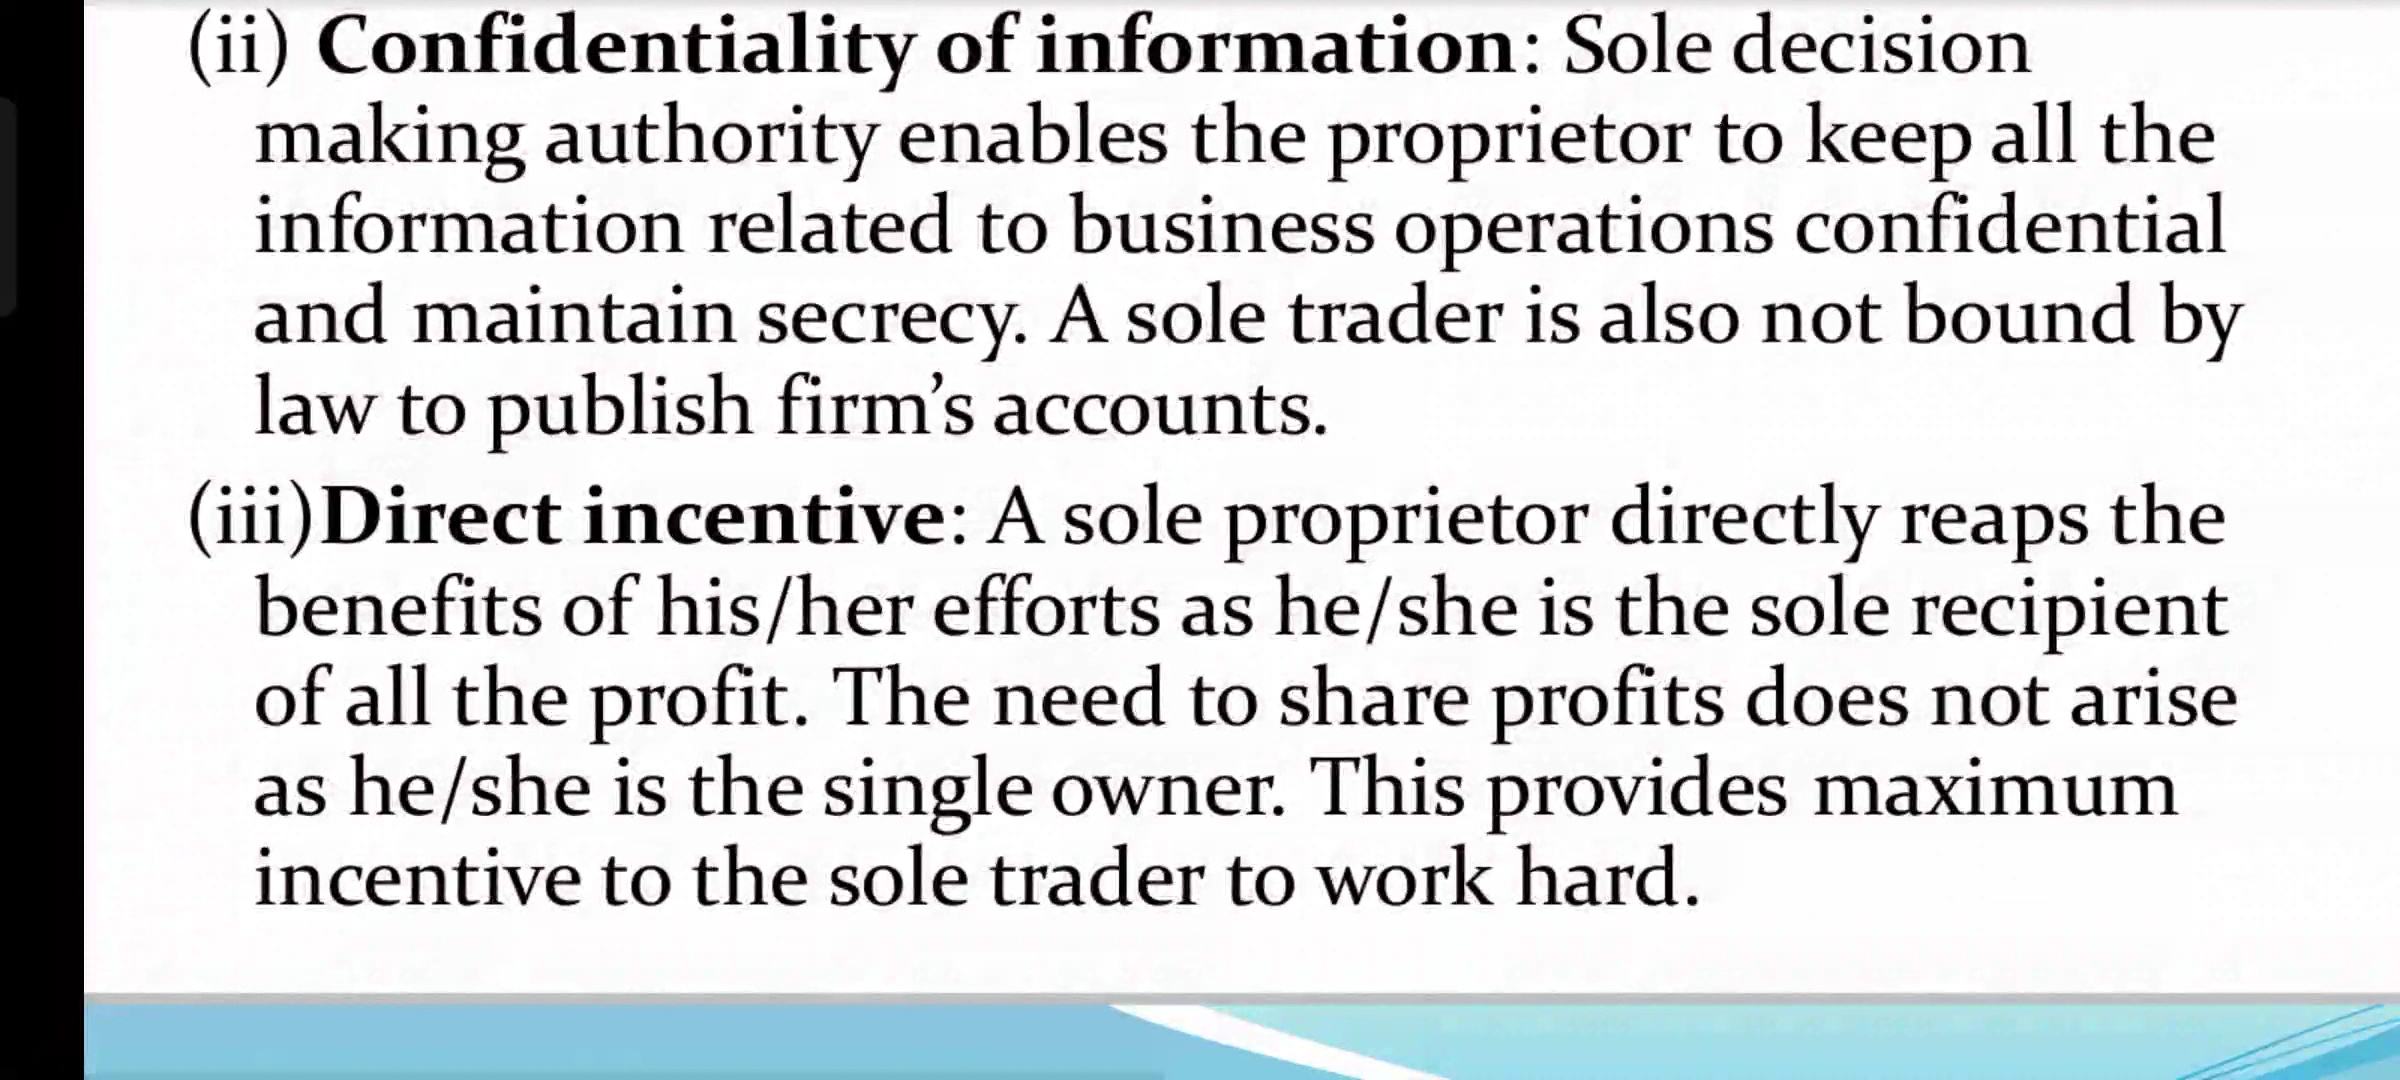 (ii) Confidentiality of information: Sole decision
making authority enables the proprietor to keep all the
information related to business operations confidential
and maintain secrecy. A sole trader is also not bound by
law to publish firm’s accounts.
(iii)Direct incentive: A sole proprietor directly reaps the
benefits of his/her efforts as he/she is the sole recipient
of all the profit. The need to share profits does not arise
as he/she is the single owner. This provides maximum
incentive to the sole trader to work hard.